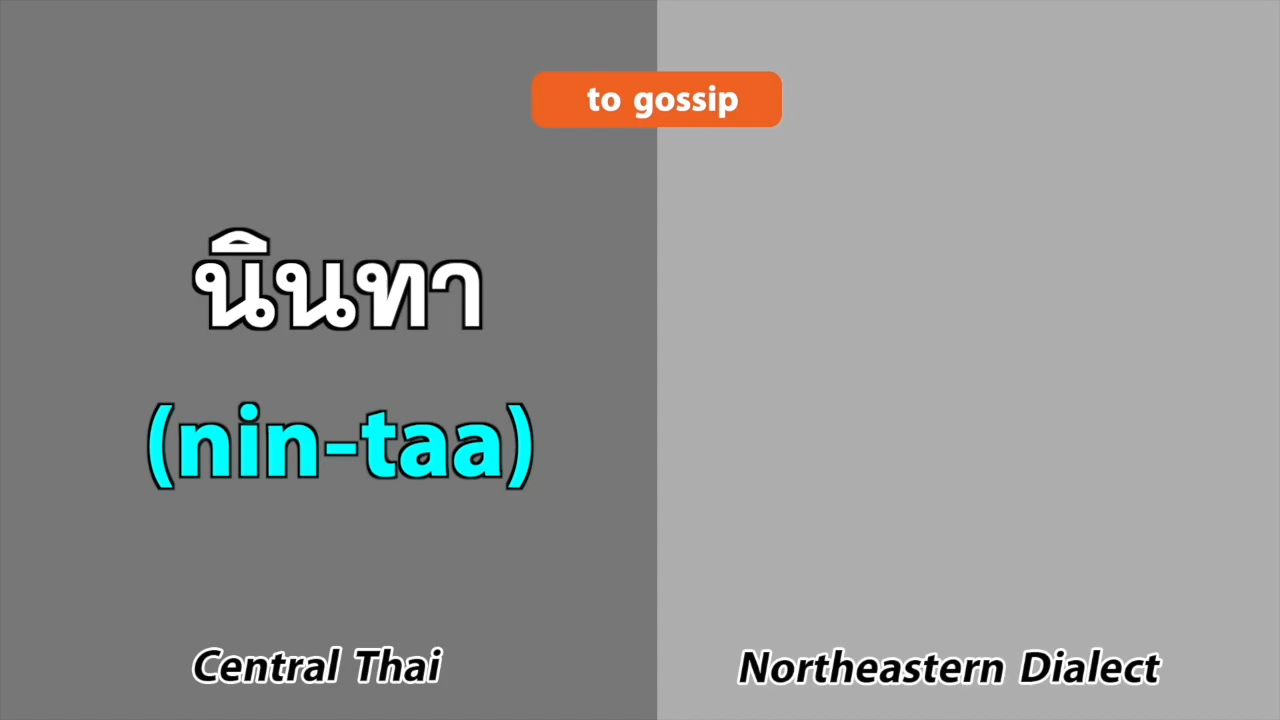 to gossip
นินทา
(nin-taa)
Central Thai
Northeastern Dialect